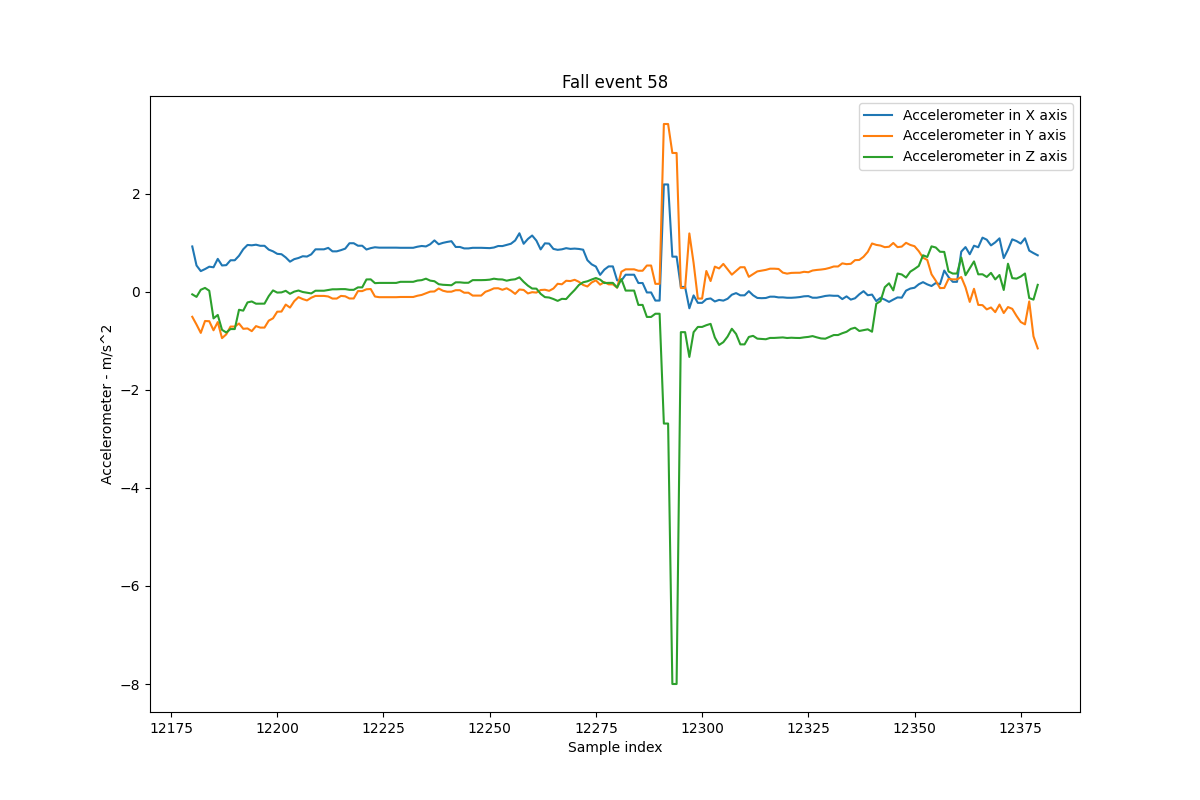 Fall event 58
Accelerometer in X axis
Accelerometer in Y axis
Accelerometer in Z axis
Accelerometer - m/s^2
2
0
−2
−4
−6
−8
12175 12200 12225 12250 12275 12300 12325 12350 12375
Sample index